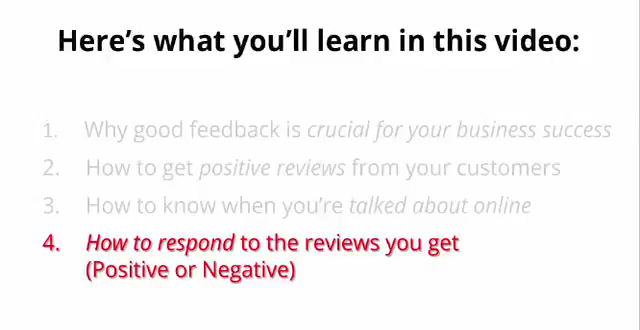 Here's what you'll learn in this video:
1. Why good feedback is crucial for your business success
2. How to get positive reviews from your customers
3. How to know when you're talked about online
4. How to respond to the reviews you get
(Positive or Negative)